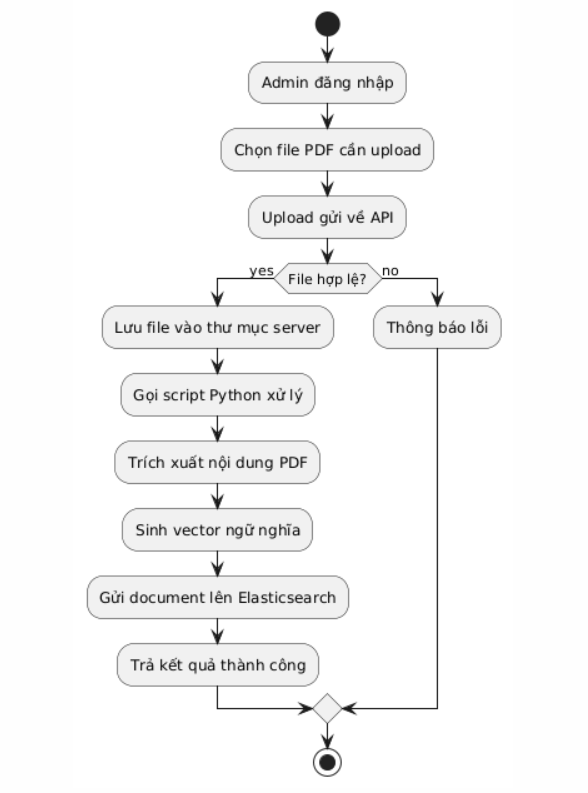 Admin đăng nhập
Chọn file PDF cần upload
Upload gửi về API
File hợp lệ?
yes
no
Lưu file vào thư mục server
Thông báo lỗi
Gọi script Python xử lý
Trích xuất nội dung PDF
Sinh vector ngữ nghĩa
Gửi document lên Elasticsearch
Trả kết quả thành công